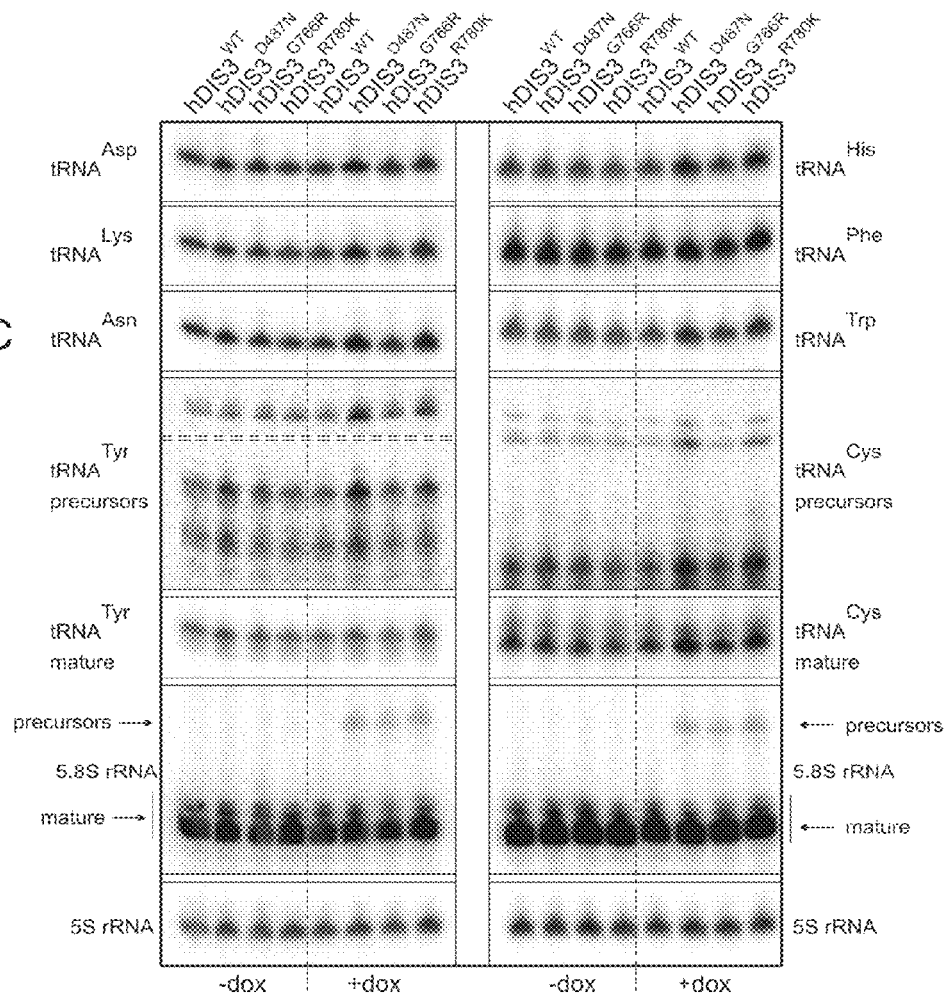 hDIS3 WT hDIS3 D487N hDIS3 G766R hDIS3 R780K hDIS3 WT hDIS3 D487N hDIS3 G766R hDIS3 R780K
hDIS3 WT hDIS3 D487N hDIS3 G766R hDIS3 R780K hDIS3 WT hDIS3 D487N hDIS3 G766R hDIS3 R780K
tRNA Asp
tRNA His
tRNA Lys
tRNA Phe
C
tRNA Asn
tRNA Trp
tRNA Tyr
precursors
tRNA Cys
precursors
tRNA Tyr
mature
tRNA Cys
mature
precursors
precursors
5.8S rRNA
5.8S rRNA
mature
mature
5S rRNA
5S rRNA
-dox +dox
-dox +dox